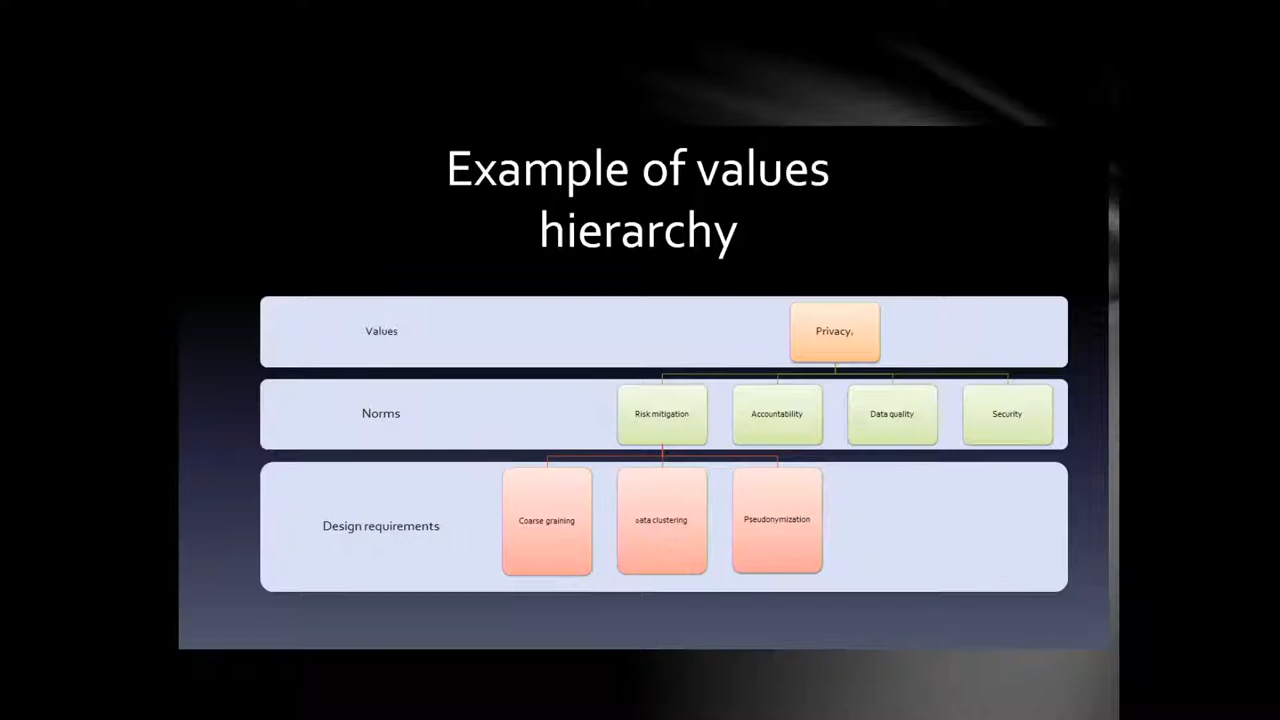 Example of values
hierarchy
Values
Privacy,
Norms
Risk mitigation
Accountability
Data quality
Security
Design requirements
Coarse graining
Data clustering
Pseudonymization